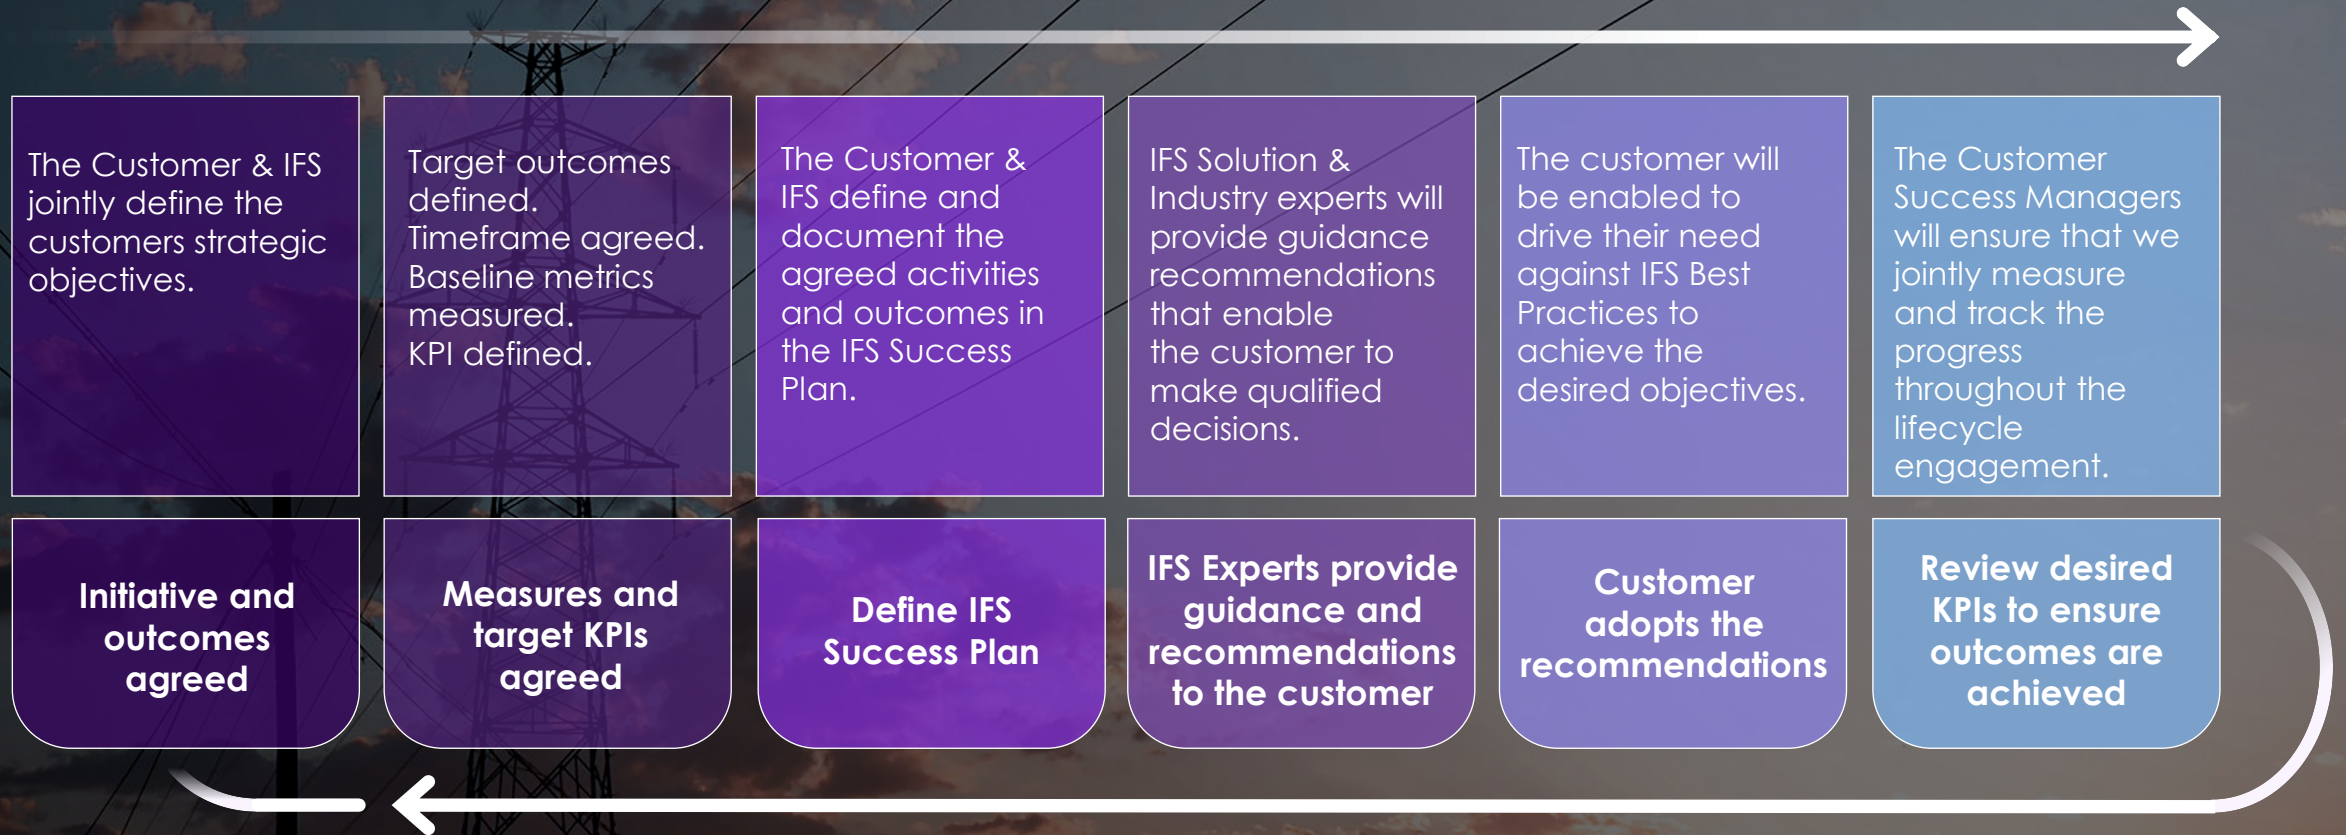 The Customer & IFS
jointly define the
customers strategic
objectives.
Target outcomes
defined.
Timeframe agreed.
Baseline metrics
measured.
KPI defined.
The Customer &
IFS define and
document the
agreed activities
and outcomes in
the IFS Success
Plan.
IFS Solution &
Industry experts will
provide guidance
recommendations
that enable
the customer to
make qualified
decisions.
The customer will
be enabled to
drive their need
against IFS Best
Practices to
achieve the
desired objectives.
The Customer
Success Managers
will ensure that we
jointly measure
and track the
progress
throughout the
lifecycle
engagement.
Initiative and
outcomes
agreed
Measures and
target KPIs
agreed
Define IFS
Success Plan
IFS Experts provide
guidance and
recommendations
to the customer
Customer
adopts the
recommendations
Review desired
KPIs to ensure
outcomes are
achieved